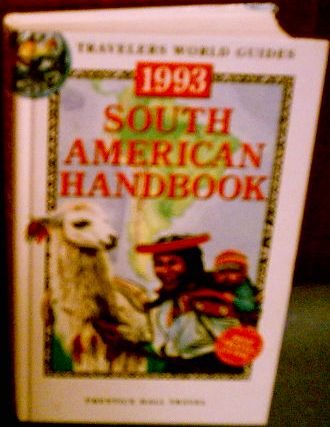 TRAVELERS WORLD GUIDES
1993
SOUTH
AMERICAN
HANDBOOK
PRENTICE HALL TRAVEL